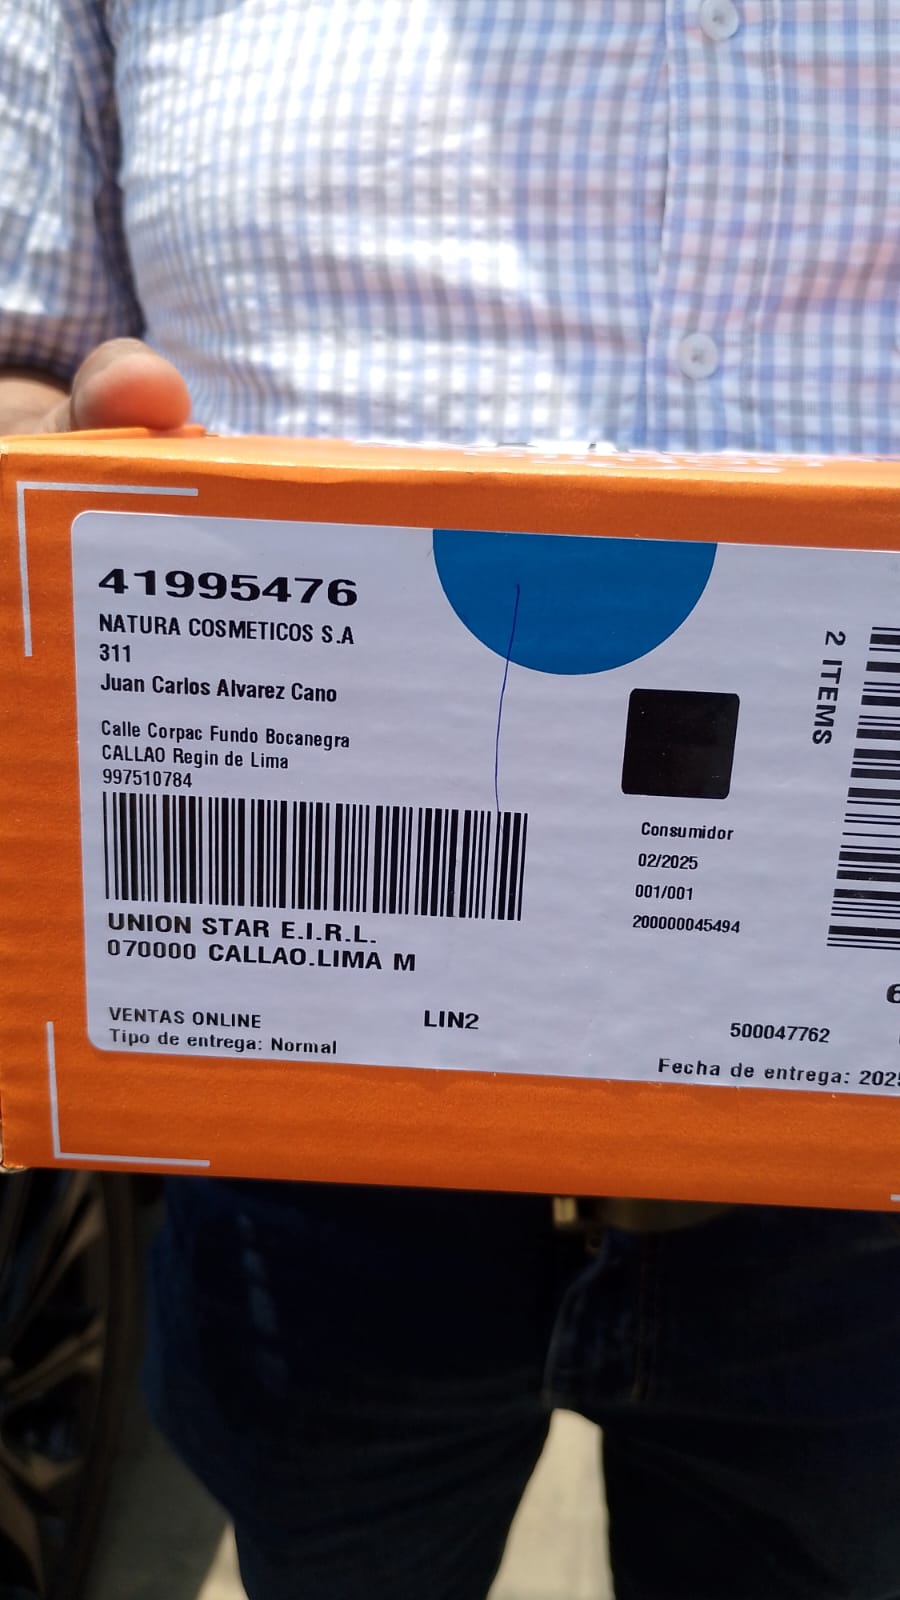 41995476
NATURA COSMETICOS S.A
311
Juan Carlos Alvarez Cano
Calle Corpac Fundo Bocanegra
CALLAO Regin de Lima
997510784
UNION STAR E.I.R.L.
070000 CALLAO.LIMA M
VENTAS ONLINE
Tipo de entrega: Normal
LIN2
Consumidor
02/2025
001/001
200000045494
2 ITEMS
500047762
Fecha de entrega: 202